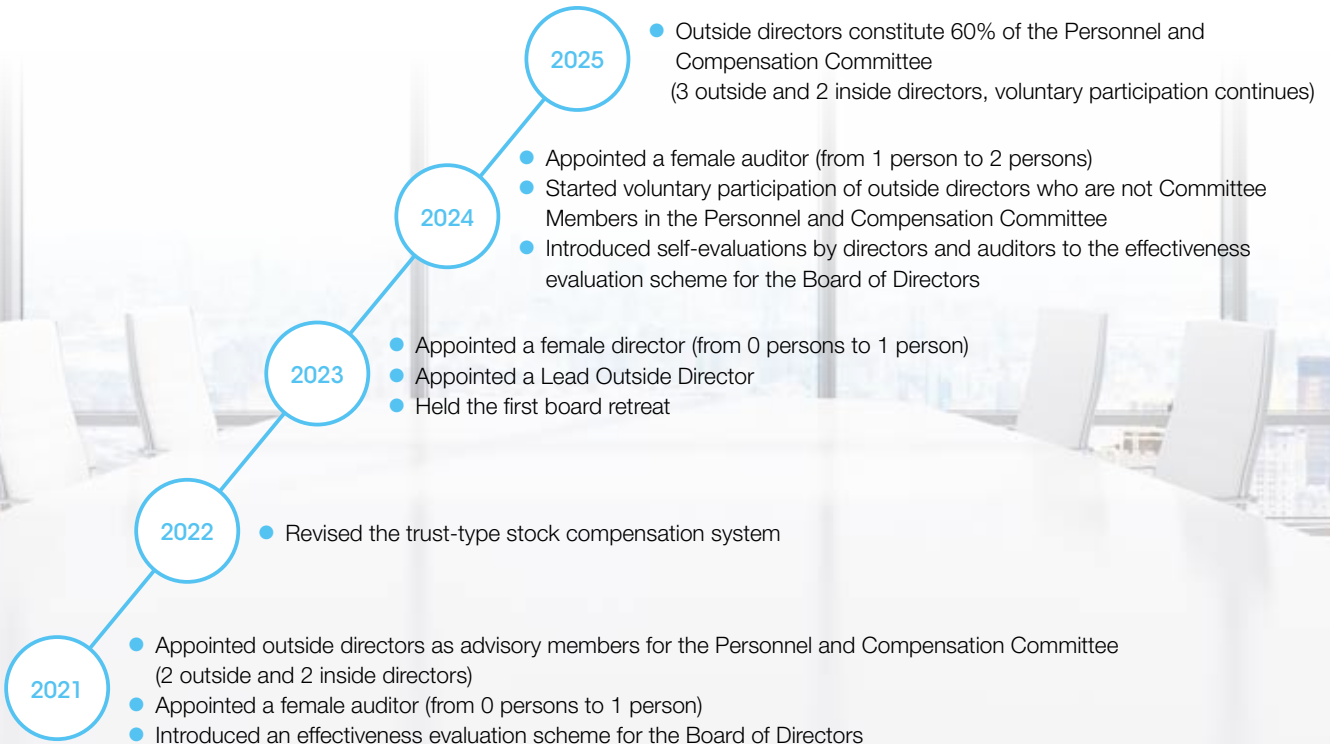 2025
● Outside directors constitute 60% of the Personnel and
Compensation Committee
(3 outside and 2 inside directors, voluntary participation continues)
2024
● Appointed a female auditor (from 1 person to 2 persons)
● Started voluntary participation of outside directors who are not Committee
Members in the Personnel and Compensation Committee
● Introduced self-evaluations by directors and auditors to the effectiveness
evaluation scheme for the Board of Directors
2023
● Appointed a female director (from 0 persons to 1 person)
● Appointed a Lead Outside Director
● Held the first board retreat
2022
● Revised the trust-type stock compensation system
2021
● Appointed outside directors as advisory members for the Personnel and Compensation Committee
(2 outside and 2 inside directors)
● Appointed a female auditor (from 0 persons to 1 person)
● Introduced an effectiveness evaluation scheme for the Board of Directors